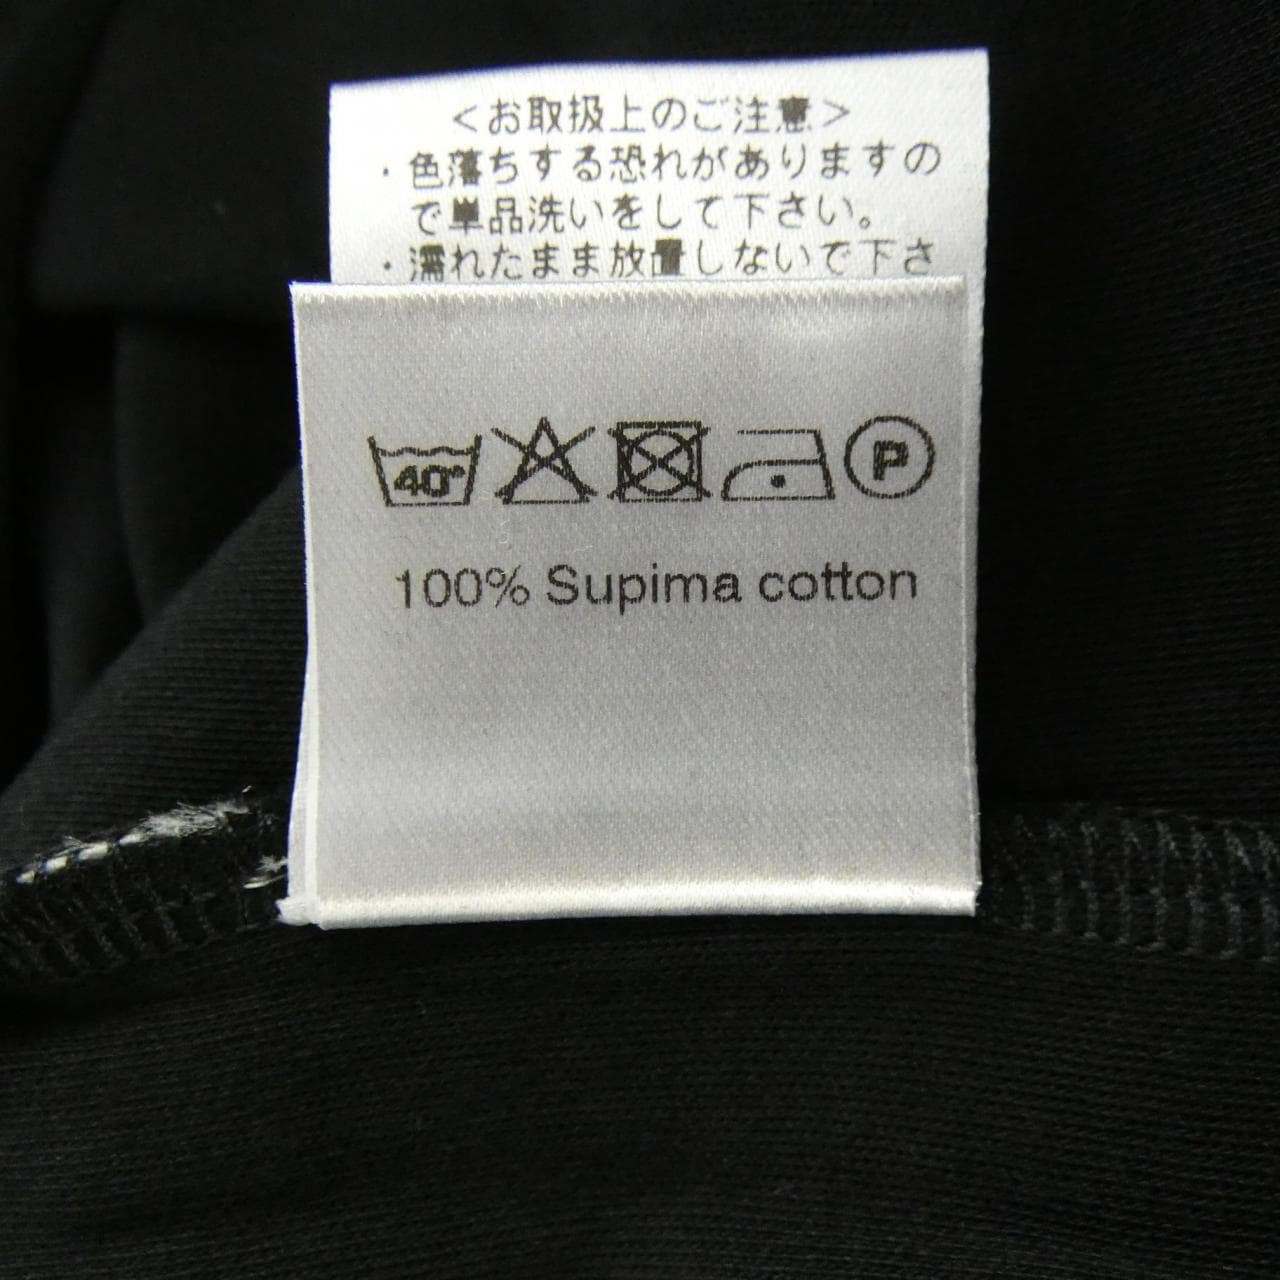 <お取扱上のご注意>
・色落ちする恐れがありますの
で単品洗いをして下さい。
・濡れたまま放置しないで下さ
40°
P
100% Supima cotton